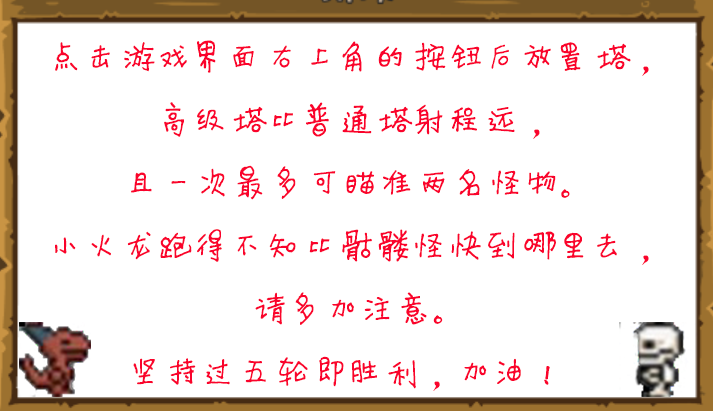 点击游戏界面右上角的按钮后放置塔，
高级塔比普通塔射程远，
且一次最多可瞄准两名怪物。
小火龙跑得不知比骷髅怪快到哪里去，
请多加注意。
坚持过五轮即胜利，加油！